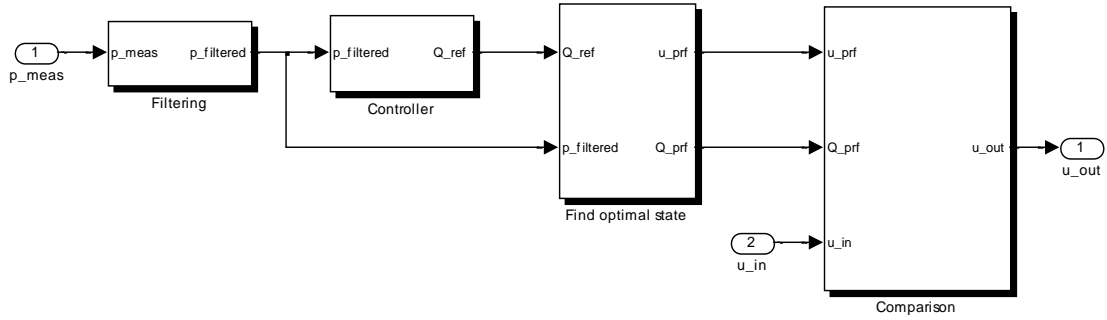 1
p_meas
p_meas
p_filtered
Filtering
p_filtered
Q_ref
Controller
Q_ref
u_prf
p_filtered
Q_prf
Find optimal state
2
u_in
u_prf
Q_prf
u_out
u_in
Comparison
1
u_out